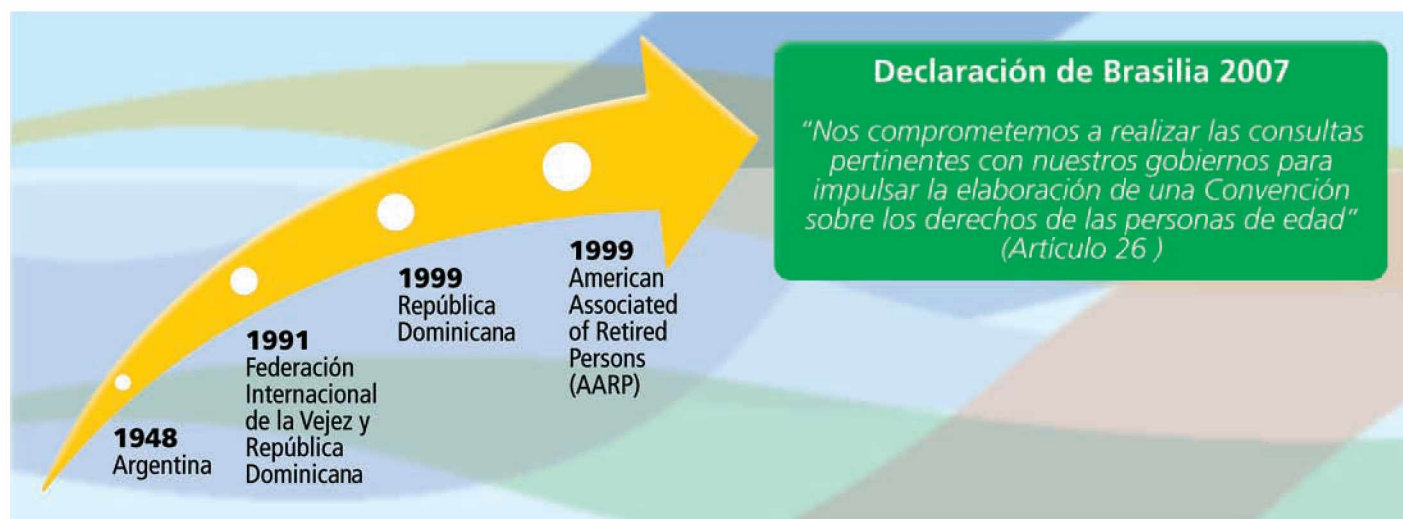 1948
Argentina
1991
Federación
Internacional
de la Vejez y
República
Dominicana
1999
República
Dominicana
1999
American
Associated
of Retired
Persons
(AARP)
Declaración de Brasilia 2007
“Nos comprometemos a realizar las consultas
pertinentes con nuestros gobiernos para
impulsar la elaboración de una Convención
sobre los derechos de las personas de edad”
(Artículo 26 )